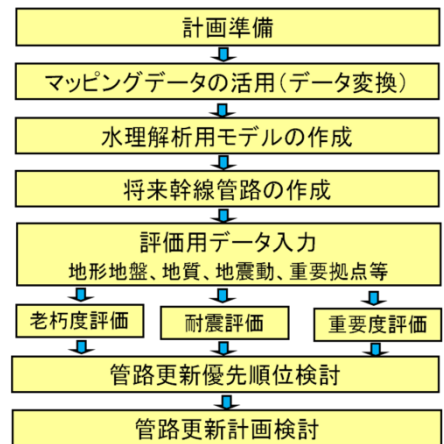 計画準備
マッピングデータの活用(データ変換)
水理解析用モデルの作成
将来幹線管路の作成
評価用データ入力
地形地盤、地質、地震動、重要拠点等
老朽度評価
耐震評価
重要度評価
管路更新優先順位検討
管路更新計画検討